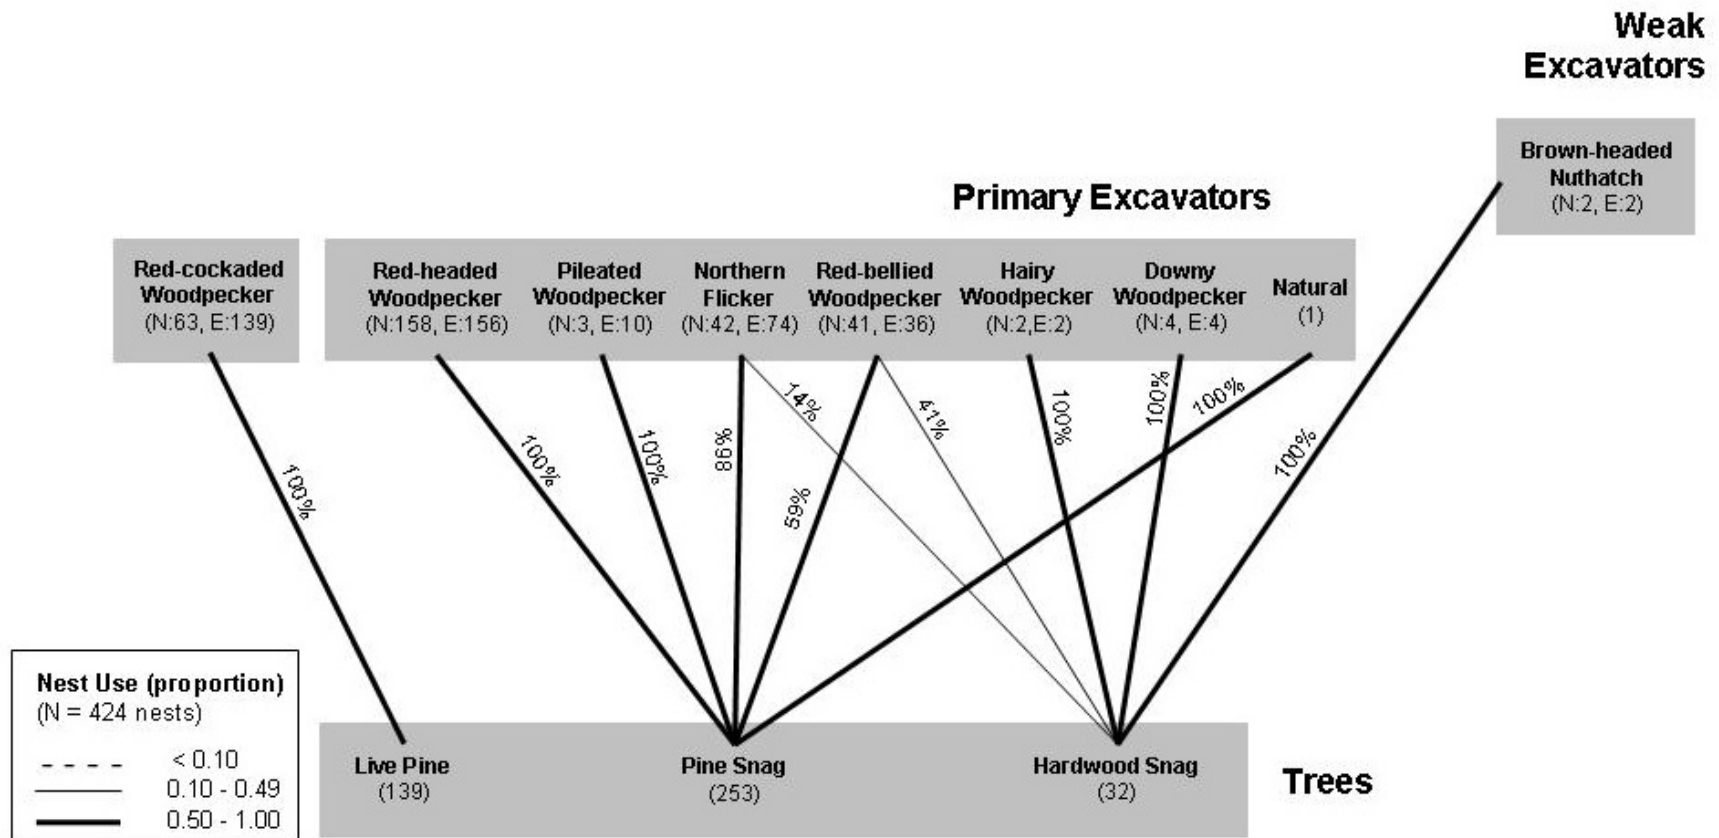 Weak
Excavators
Brown-headed
Nuthatch
(N:2, E:2)
Primary Excavators
Red-cockaded
Woodpecker
(N:63, E:139)
Red-headed
Woodpecker
(N:158, E:156)
Pileated
Woodpecker
(N:3, E:10)
Northern
Flicker
(N:42, E:74)
Red-bellied
Woodpecker
(N:41, E:36)
Hairy
Woodpecker
(N:2,E:2)
Downy
Woodpecker
(N:4, E:4)
Natural
(1)
100%
100%
100%
86%
14%
59%
41%
100%
100%
100%
100%
Nest Use (proportion)
(N = 424 nests)
< 0.10
0.10 - 0.49
0.50 - 1.00
Live Pine
(139)
Pine Snag
(253)
Hardwood Snag
(32)
Trees